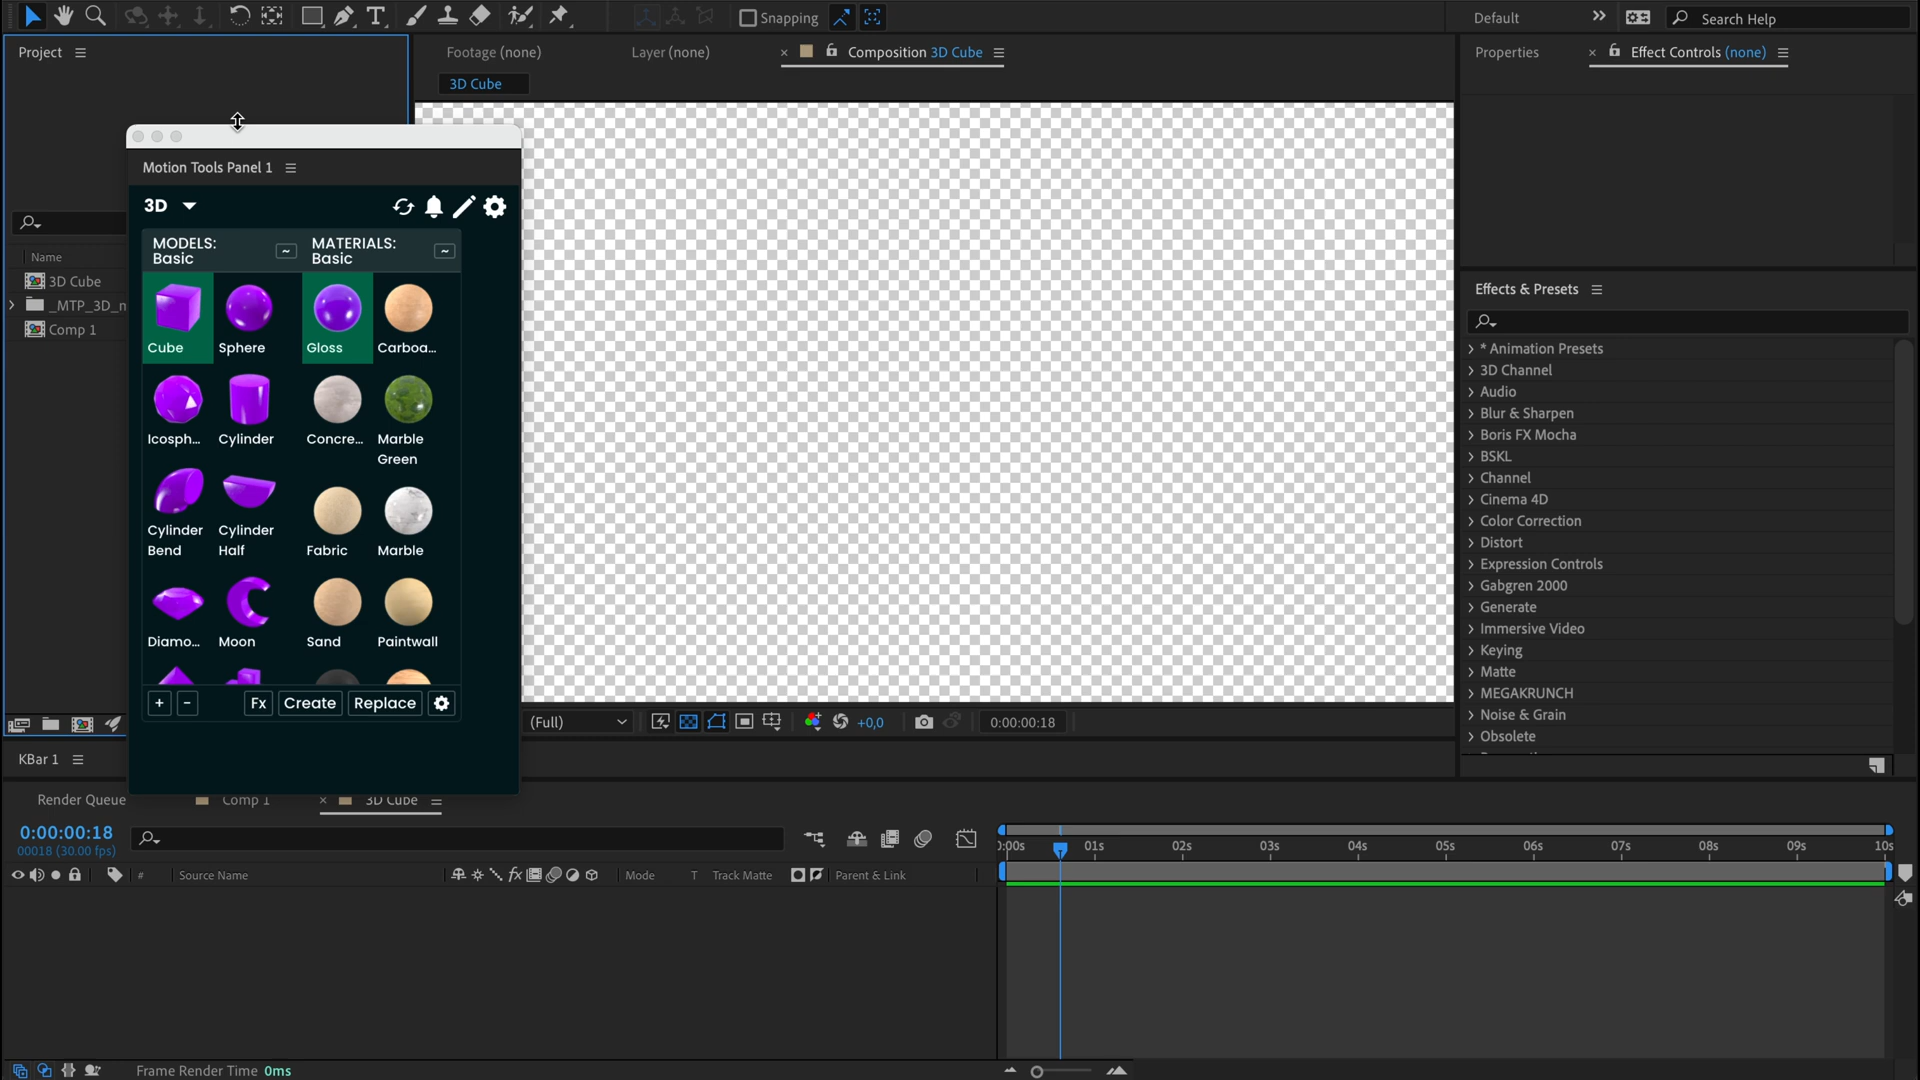 Snapping
Default
Search Help
Project
Footage (none)
Layer (none)
Composition 3D Cube
Properties
Effect Controls (none)
3D Cube
Motion Tools Panel 1
3D
MODELS:
Basic
~
MATERIALS:
Basic
~
Name
3D Cube
_MTP_3D_n
Comp 1
Cube
Sphere
Gloss
Carboa...
Icosph...
Cylinder
Concre...
Marble
Green
Cylinder
Bend
Cylinder
Half
Fabric
Marble
Diamo...
Moon
Sand
Paintwall
+
-
Fx
Create
Replace
Effects & Presets
* Animation Presets
3D Channel
Audio
Blur & Sharpen
Boris FX Mocha
BSKL
Channel
Cinema 4D
Color Correction
Distort
Expression Controls
Gabgren 2000
Generate
Immersive Video
Keying
Matte
MEGAKRUNCH
Noise & Grain
Obsolete
(Full)
+0,0
0:00:00:18
KBar 1
Render Queue
Comp 1
3D Cube
0:00:00:18
00018 (30.00 fps)
):00s
01s
02s
03s
04s
05s
06s
07s
08s
09s
10s
#
Source Name
fx
Mode
T
Track Matte
Parent & Link
Frame Render Time 0ms